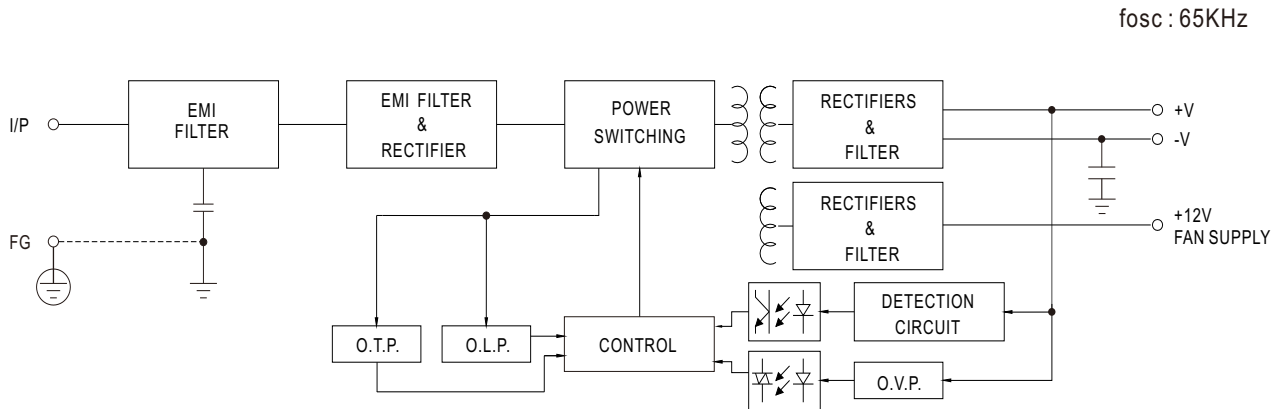 fosc : 65KHz
I/P
EMI
FILTER
EMI FILTER
&
RECTIFIER
POWER
SWITCHING
RECTIFIERS
&
FILTER
+V
-V
FG
RECTIFIERS
&
FILTER
+12V
FAN SUPPLY
O.T.P.
O.L.P.
CONTROL
DETECTION
CIRCUIT
O.V.P.